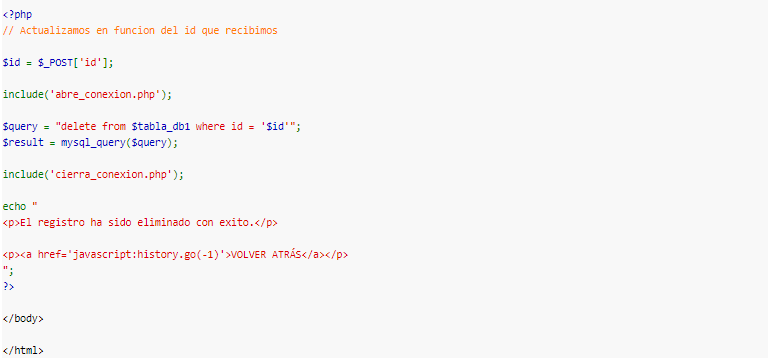 <?php
// Actualizamos en funcion del id que recibimos
$id = $_POST['id'];
include('abre_conexion.php');
$query = "delete from $tabla_db1 where id = '$id'";
$result = mysql_query($query);
include('cierra_conexion.php');
echo "
<p>El registro ha sido eliminado con exito.</p>
<p><a href='javascript:history.go(-1)'>VOLVER ATRÁS</a></p>
";
?>
</body>
</html>